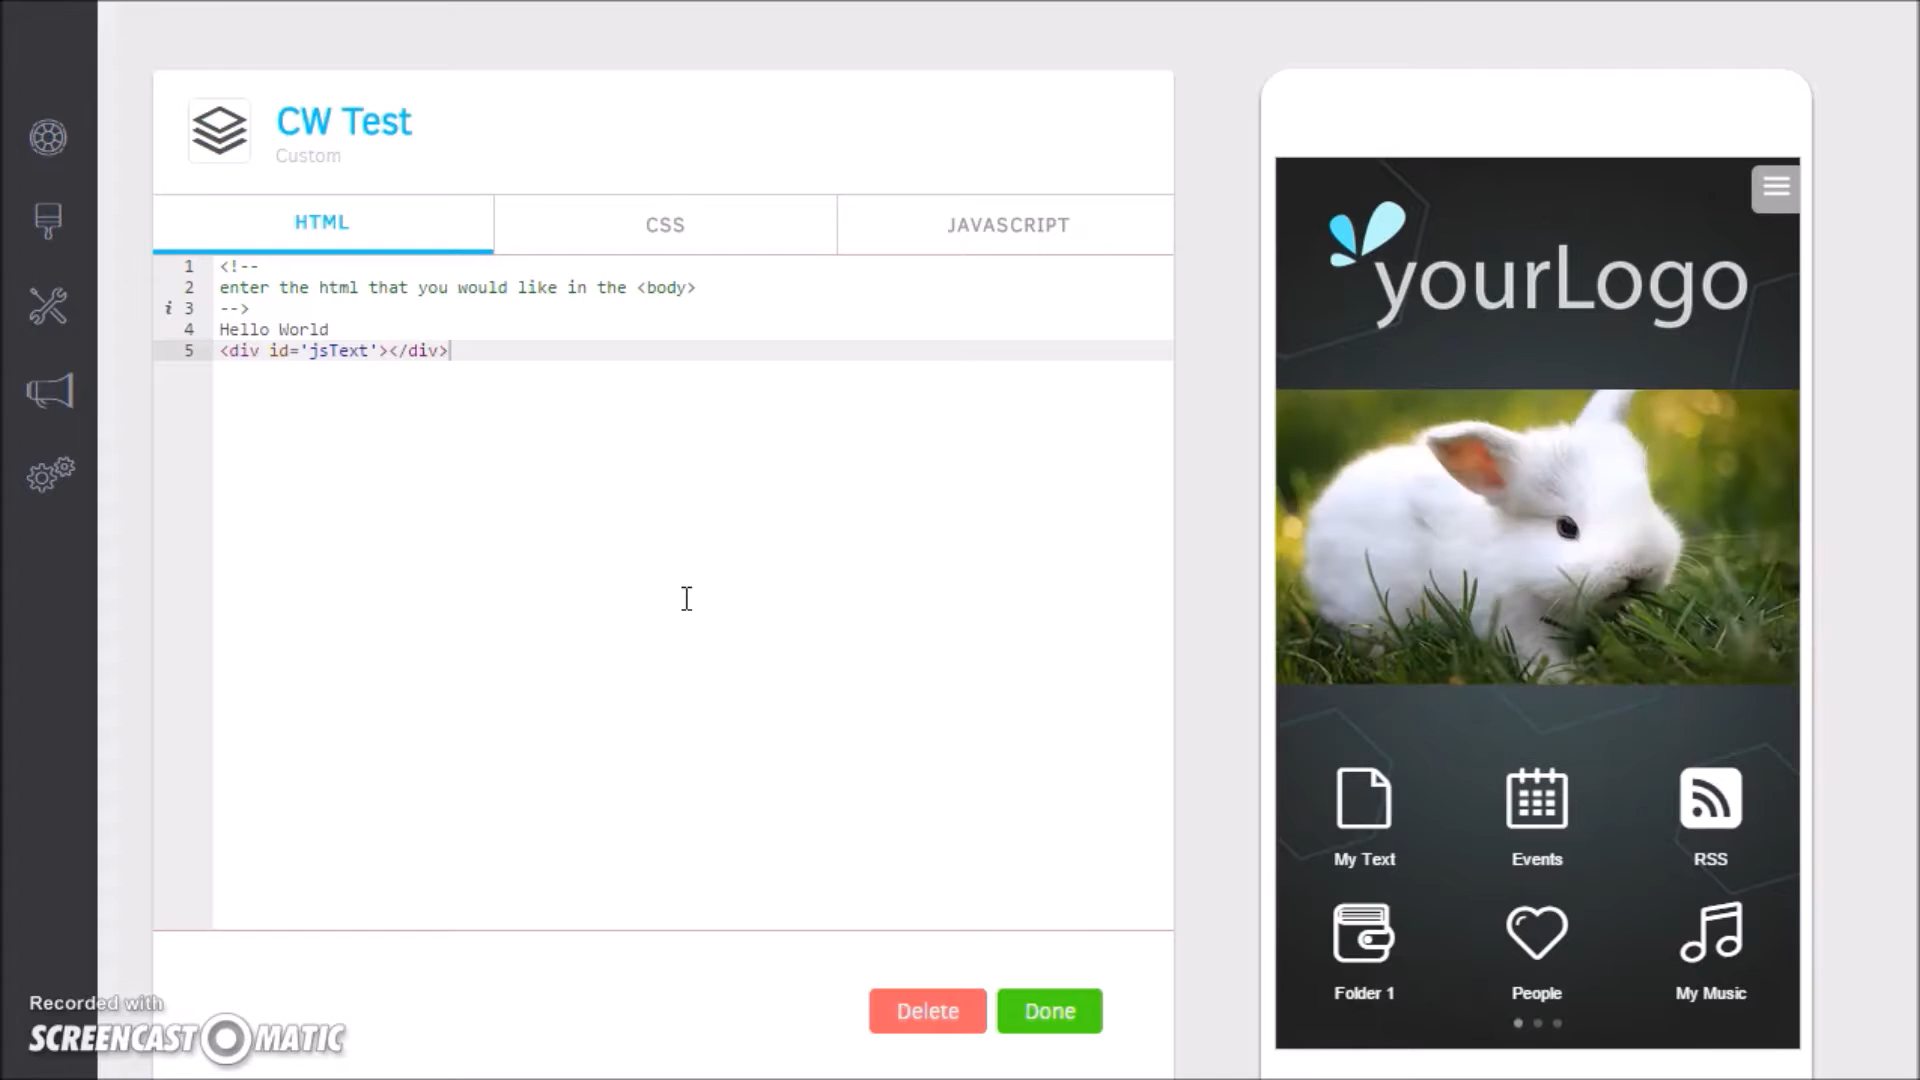 CW Test
Custom
HTML
CSS
JAVASCRIPT
1 <!--
2 enter the html that you would like in the <body>
i 3 -->
4 Hello World
5 <div id='jsText'></div>
Delete
Done
yourLogo
My Text
Events
RSS
Folder 1
People
My Music
Recorded with
SCREENCAST MATIC